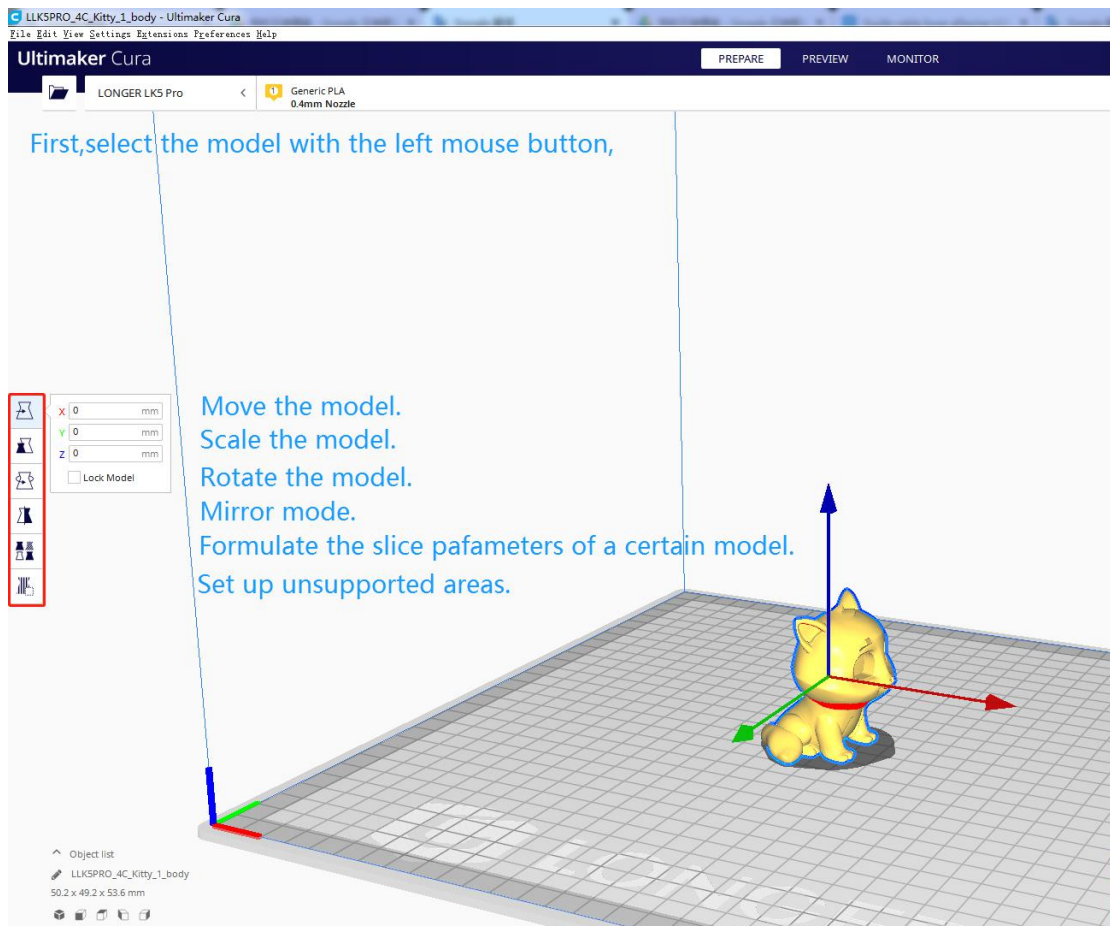 LLK5PRO_4C_Kitty_1_body - Ultimaker Cura
File Edit View Settings Extensions Preferences Help
Ultimaker Cura
PREPARE PREVIEW MONITOR
LONGER LK5 Pro
1
Generic PLA
0.4mm Nozzle
First,select the model with the left mouse button,
X 0 mm
Y 0 mm
Z 0 mm
Lock Model
Move the model.
Scale the model.
Rotate the model.
Mirror mode.
Formulate the slice pafameters of a certain model.
Set up unsupported areas.
LONGER
Object list
LLK5PRO_4C_Kitty_1_body
50.2 x 49.2 x 53.6 mm